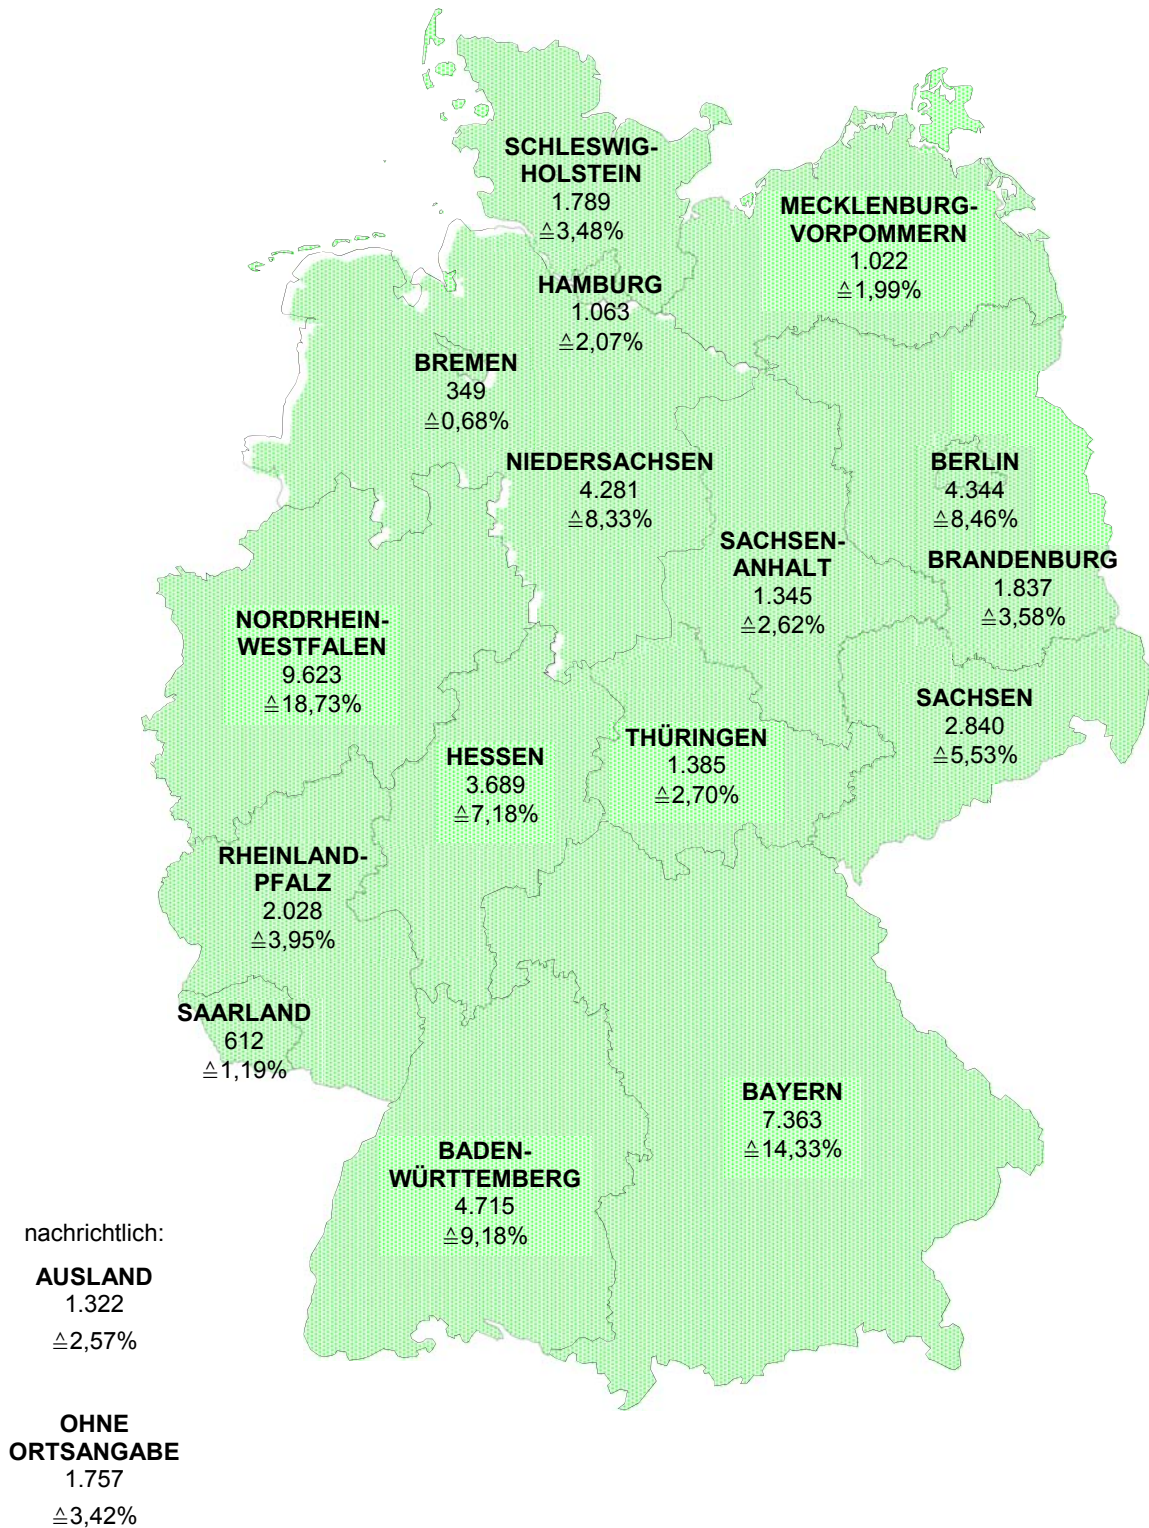 SCHLESWIG-
HOLSTEIN
1.789
≙3,48%
MECKLENBURG-
VORPOMMERN
1.022
≙1,99%
HAMBURG
1.063
≙2,07%
BREMEN
349
≙0,68%
NIEDERSACHSEN
4.281
≙8,33%
BERLIN
4.344
≙8,46%
SACHSEN-
ANHALT
1.345
≙2,62%
BRANDENBURG
1.837
≙3,58%
NORDRHEIN-
WESTFALEN
9.623
≙18,73%
SACHSEN
2.840
≙5,53%
THÜRINGEN
1.385
≙2,70%
HESSEN
3.689
≙7,18%
RHEINLAND-
PFALZ
2.028
≙3,95%
SAARLAND
612
≙1,19%
BAYERN
7.363
≙14,33%
BADEN-
WÜRTTEMBERG
4.715
≙9,18%
nachrichtlich:
AUSLAND
1.322
≙2,57%
OHNE
ORTSANGABE
1.757
≙3,42%